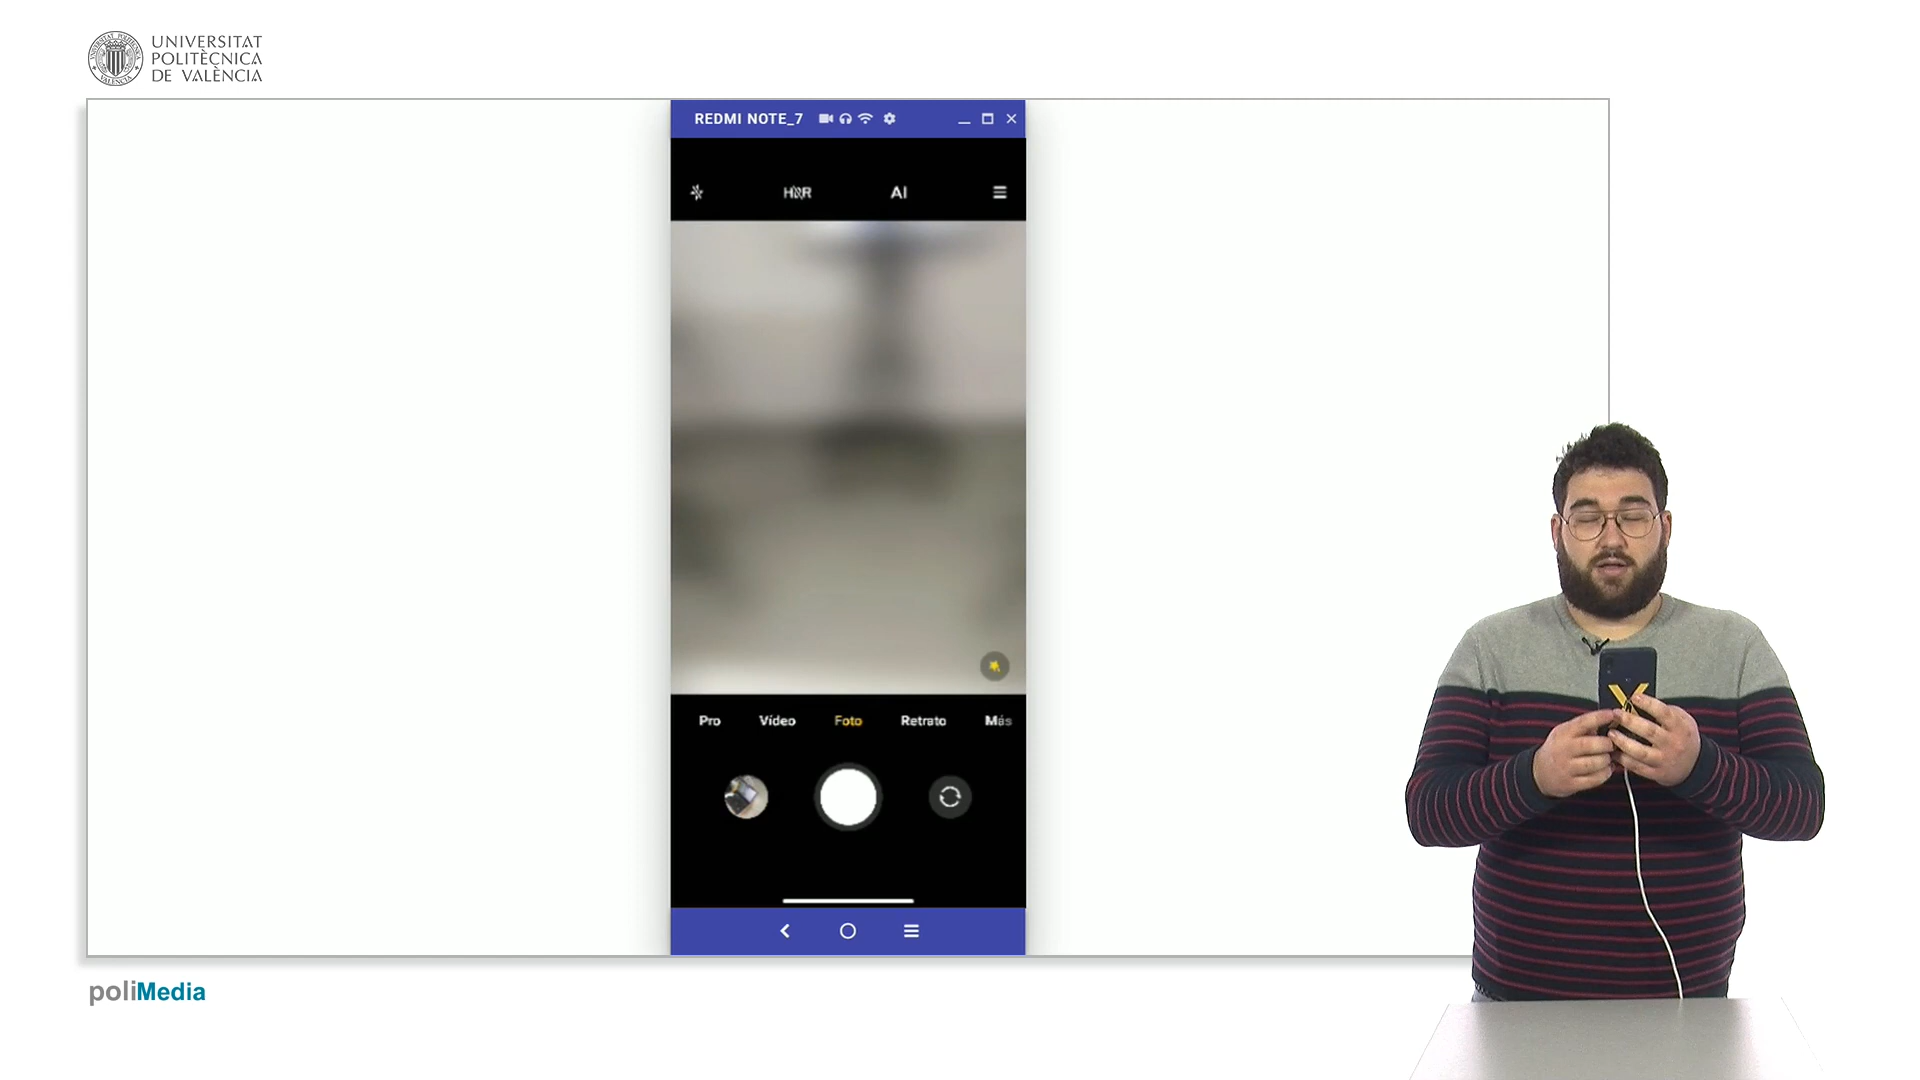 UNIVERSITAT
POLITÈCNICA
DE VALÈNCIA
REDMI NOTE_7
HDR
AI
Pro Vídeo Foto Retrato Más
poliMedia